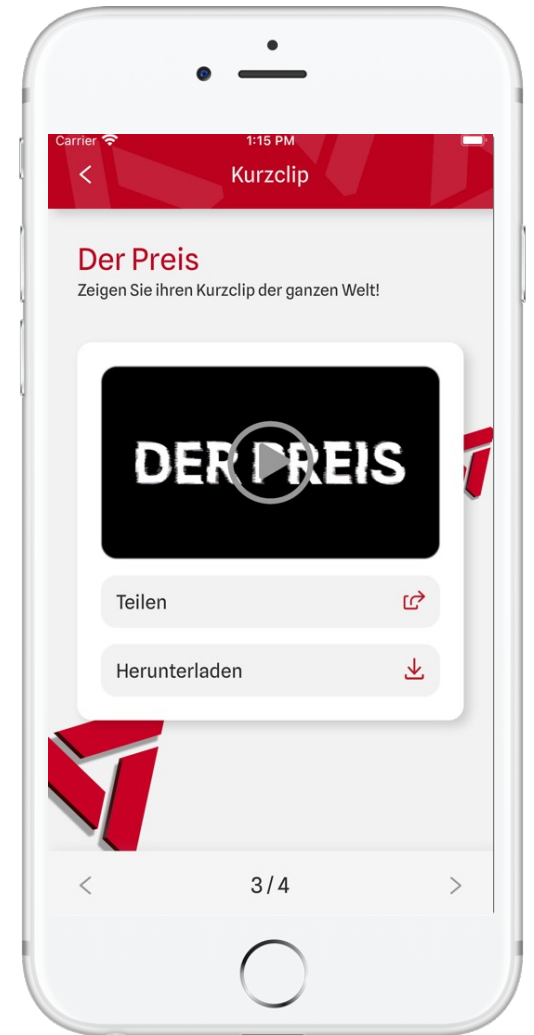 Carrier 1:15 PM
Kurzclip
Der Preis
Zeigen Sie ihren Kurzclip der ganzen Welt!
DER PREIS
Teilen
Herunterladen
3/4